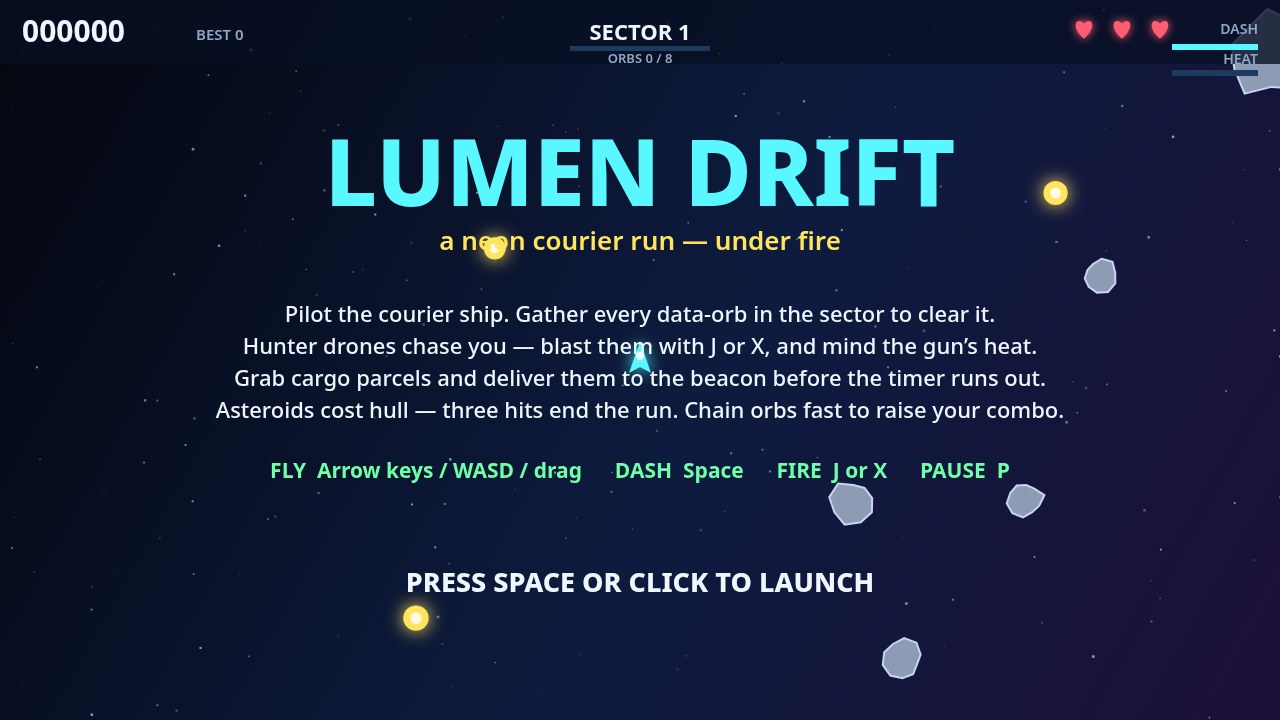 000000
BEST 0
SECTOR 1
ORBS 0 / 8
DASH
HEAT
LUMEN DRIFT
a neon courier run — under fire
Pilot the courier ship. Gather every data-orb in the sector to clear it.
Hunter drones chase you — blast them with J or X, and mind the gun’s heat.
Grab cargo parcels and deliver them to the beacon before the timer runs out.
Asteroids cost hull — three hits end the run. Chain orbs fast to raise your combo.
FLY Arrow keys / WASD / drag DASH Space FIRE J or X PAUSE P
PRESS SPACE OR CLICK TO LAUNCH